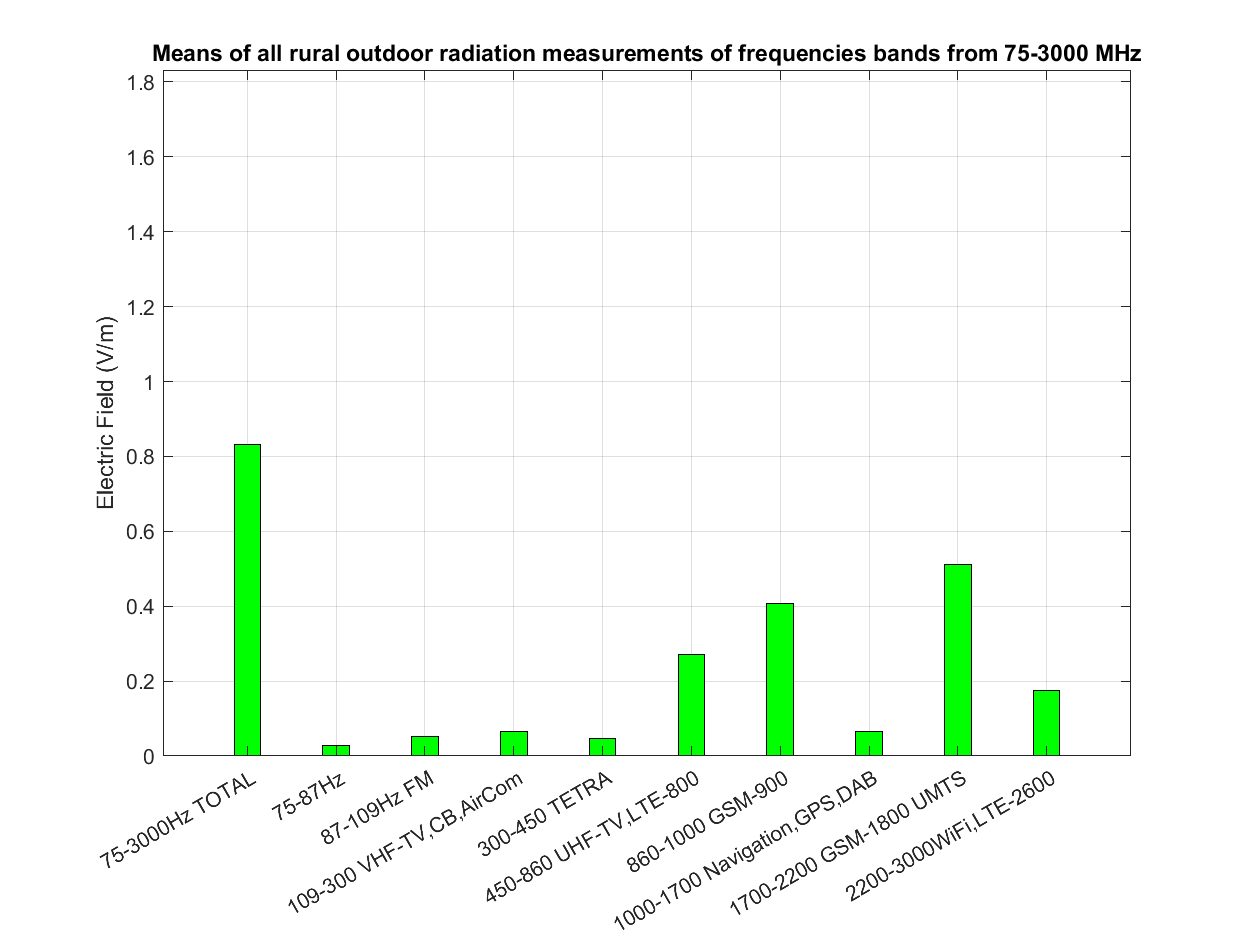 Means of all rural outdoor radiation measurements of frequencies bands from 75-3000 MHz
Electric Field (V/m)
1.8
1.6
1.4
1.2
1
0.8
0.6
0.4
0.2
0
75-3000Hz TOTAL
75-87Hz
87-109Hz FM
109-300 VHF-TV,CB,AirCom
300-450 TETRA
450-860 UHF-TV,LTE-800
860-1000 GSM-900
1000-1700 Navigation,GPS,DAB
1700-2200 GSM-1800 UMTS
2200-3000WiFi,LTE-2600